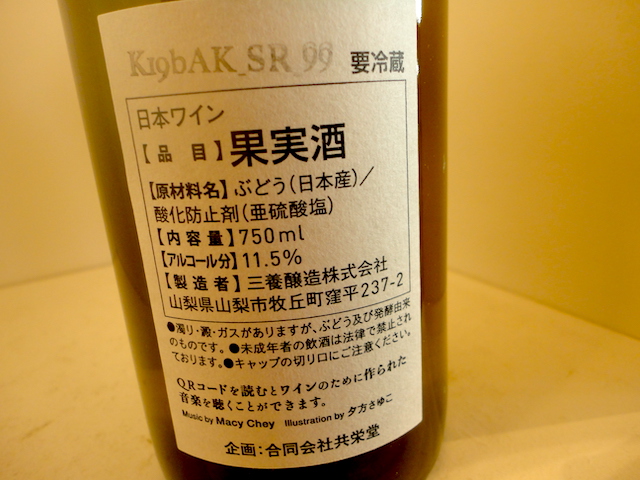 K19bAK_SR_99 要冷蔵
日本ワイン
【品 目】果実酒
【原材料名】ぶどう(日本産)/
酸化防止剤(亜硫酸塩)
【内容量】750ml
【アルコール分】11.5%
【製造者】三養醸造株式会社
山梨県山梨市牧丘町窪平237-2
●濁り・澱・ガスがありますが、ぶどう及び発酵由来
のものです。●未成年者の飲酒は法律で禁止され
ております。●キャップの切り口にご注意ください。
QRコードを読むとワインのために作られた
音楽を聴くことができます。
Music by Macy Chey Illustration by 夕方さゆこ
企画:合同会社共栄堂